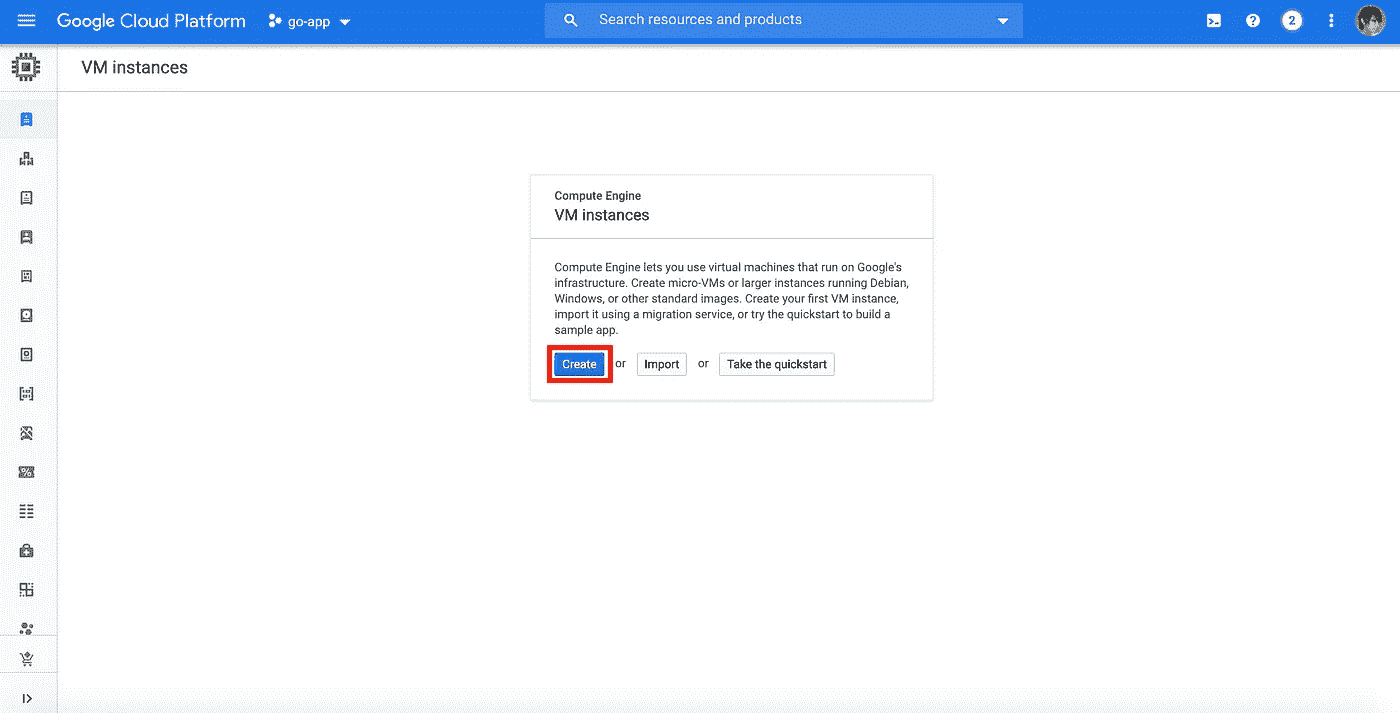 Google Cloud Platform
go-app
Search resources and products
2
VM instances
Compute Engine
VM instances
Compute Engine lets you use virtual machines that run on Google's
infrastructure. Create micro-VMs or larger instances running Debian,
Windows, or other standard images. Create your first VM instance,
import it using a migration service, or try the quickstart to build a
sample app.
Create or Import or Take the quickstart